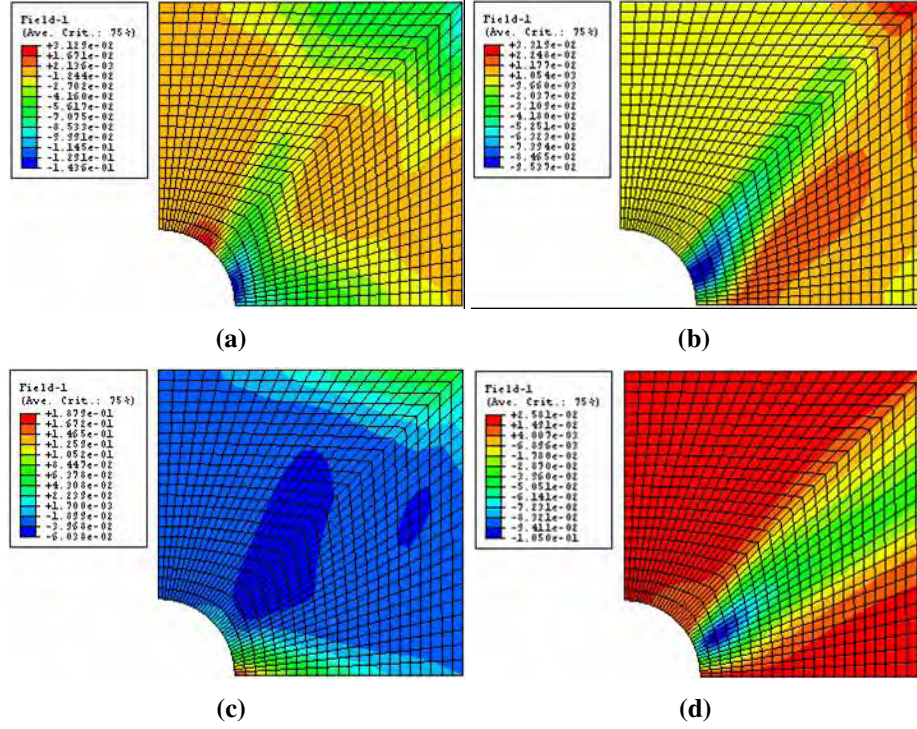 Field-1
(Ave. Crit.: 75%)
+3.129e-02
+1.671e-02
+2.136e-03
-1.244e-02
-2.702e-02
-4.160e-02
-5.617e-02
-7.075e-02
-8.533e-02
-9.991e-02
-1.145e-01
-1.291e-01
-1.436e-01
(a)
Field-1
(Ave. Crit.: 75%)
+3.319e-02
+2.248e-02
+1.177e-02
+1.054e-03
-9.660e-03
-2.037e-02
-3.109e-02
-4.180e-02
-5.251e-02
-6.323e-02
-7.394e-02
-8.465e-02
-9.537e-02
(b)
Field-1
(Ave. Crit.: 75%)
+1.879e-01
+1.672e-01
+1.465e-01
+1.259e-01
+1.052e-01
+8.447e-02
+6.378e-02
+4.308e-02
+2.239e-02
+1.700e-03
-1.899e-02
-3.968e-02
-6.038e-02
(c)
Field-1
(Ave. Crit.: 75%)
+2.581e-02
+1.491e-02
+4.007e-03
-6.896e-03
-1.780e-02
-2.870e-02
-3.960e-02
-5.051e-02
-6.141e-02
-7.231e-02
-8.321e-02
-9.411e-02
-1.050e-01
(d)